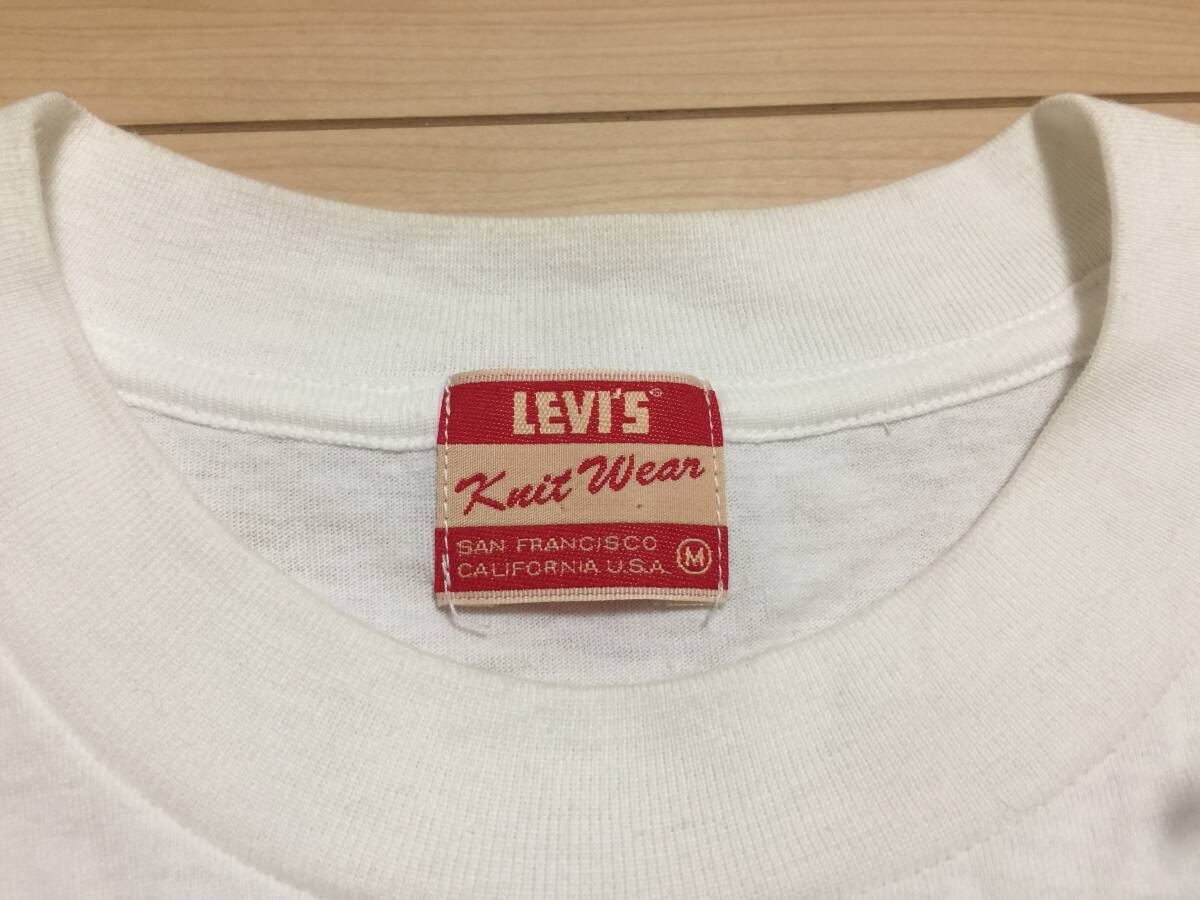 LEVI'S®
Knit Wear
SAN FRANCISCO
CALIFORNIA U.S.A. Ⓜ